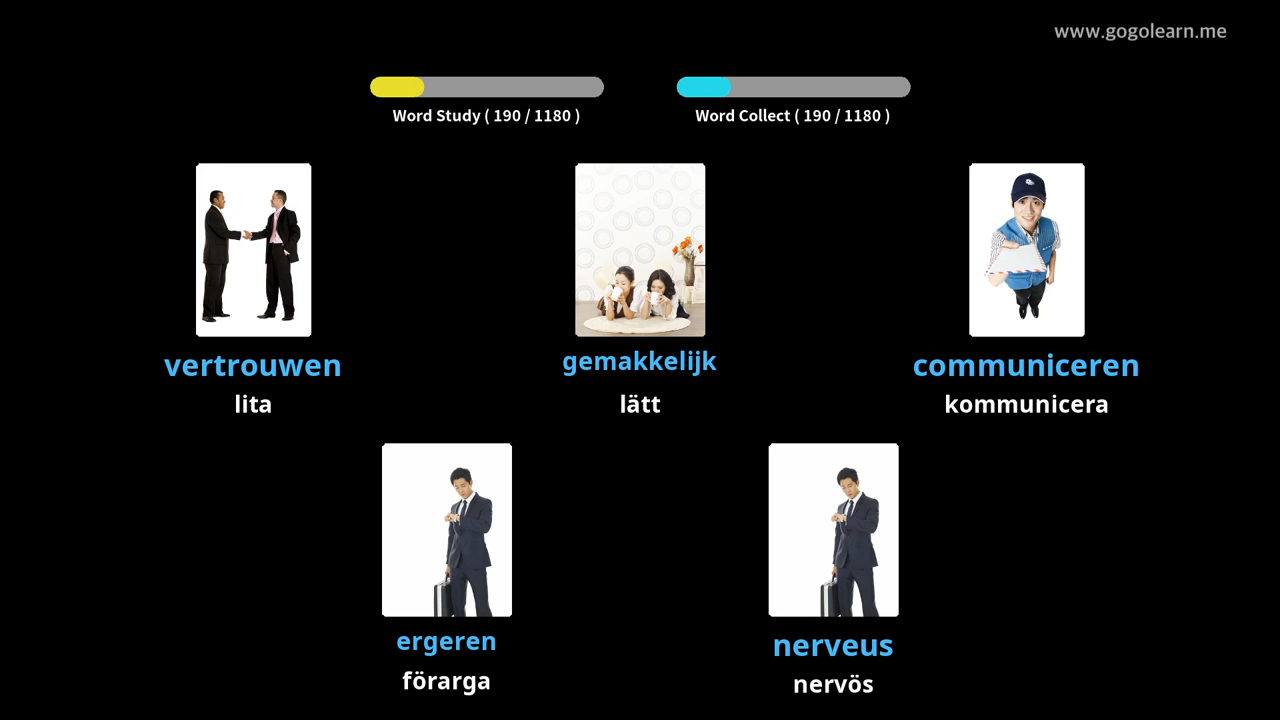 www.gogolearn.me
Word Study ( 190 / 1180 )
Word Collect ( 190 / 1180 )
vertrouwen
lita
gemakkelijk
lätt
communiceren
kommunicera
ergeren
förarga
nerveus
nervös